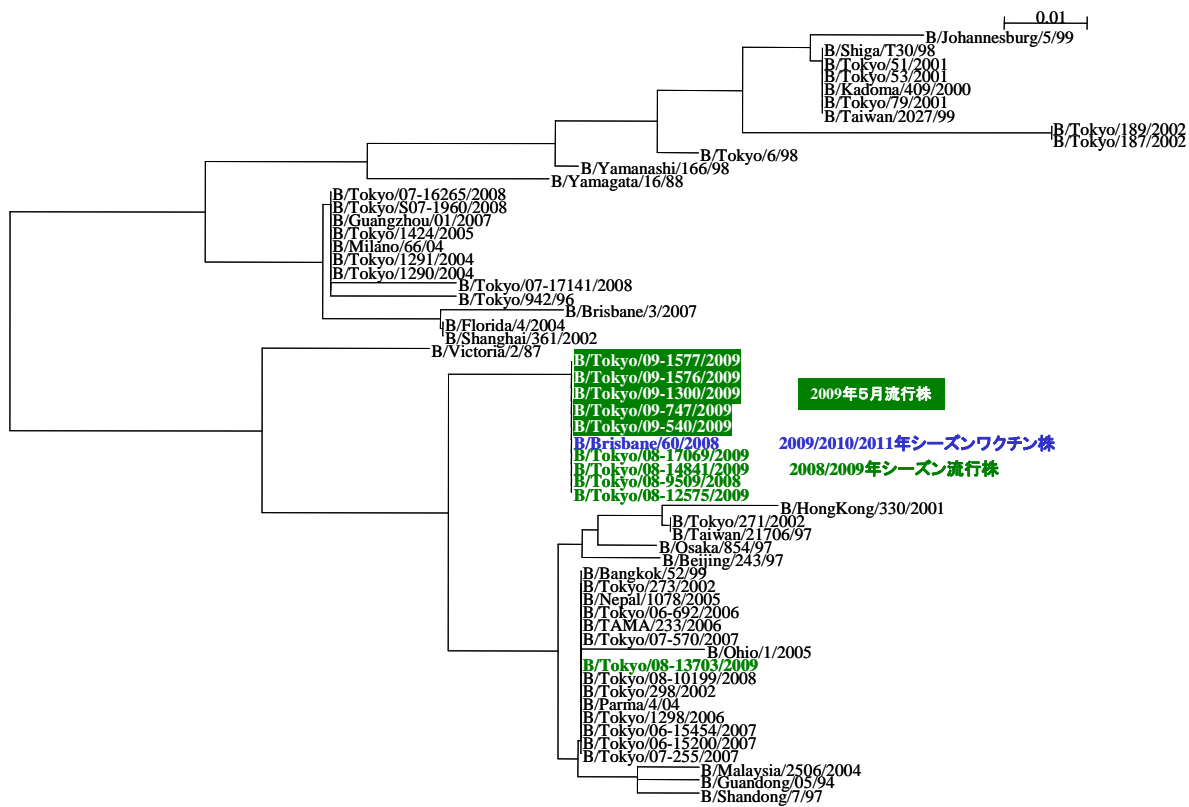 0.01
B/Johannesburg/5/99
B/Shiga/T30/98
B/Tokyo/51/2001
B/Tokyo/53/2001
B/Kadoma/409/2000
B/Tokyo/79/2001
B/Taiwan/2027/99
B/Tokyo/189/2002
B/Tokyo/187/2002
B/Tokyo/6/98
B/Yamanashi/166/98
B/Yamagata/16/88
B/Tokyo/07-16265/2008
B/Tokyo/S07-1960/2008
B/Guangzhou/01/2007
B/Tokyo/1424/2005
B/Milano/66/04
B/Tokyo/1291/2004
B/Tokyo/1290/2004
B/Tokyo/07-17141/2008
B/Tokyo/942/96
B/Brisbane/3/2007
B/Florida/4/2004
B/Shanghai/361/2002
B/Victoria/2/87
B/Tokyo/09-1577/2009
B/Tokyo/09-1576/2009
B/Tokyo/09-1300/2009
2009年5月流行株
B/Tokyo/09-747/2009
B/Tokyo/09-540/2009
B/Brisbane/60/2008
2009/2010/2011年シーズンワクチン株
B/Tokyo/08-17069/2009
B/Tokyo/08-14841/2009
2008/2009年シーズン流行株
B/Tokyo/08-9509/2008
B/Tokyo/08-12575/2009
B/HongKong/330/2001
B/Tokyo/271/2002
B/Taiwan/21706/97
B/Osaka/854/97
B/Beijing/243/97
B/Bangkok/52/99
B/Tokyo/273/2002
B/Nepal/1078/2005
B/Tokyo/06-692/2006
B/TAMA/233/2006
B/Tokyo/07-570/2007
B/Ohio/1/2005
B/Tokyo/08-13703/2009
B/Tokyo/08-10199/2008
B/Tokyo/298/2002
B/Parma/4/04
B/Tokyo/1298/2006
B/Tokyo/06-15454/2007
B/Tokyo/06-15200/2007
B/Tokyo/07-255/2007
B/Malaysia/2506/2004
B/Guandong/05/94
B/Shandong/7/97